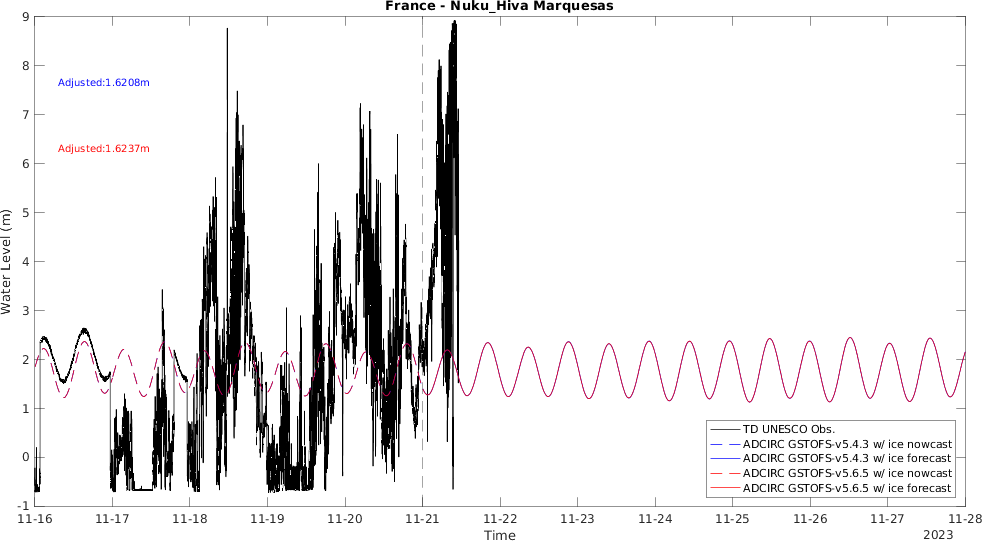 France - Nuku_Hiva Marquesas
9
8
7
6
5
4
3
2
1
0
-1
Water Level (m)
Adjusted:1.6208m
Adjusted:1.6237m
TD UNESCO Obs.
ADCIRC GSTOFS-v5.4.3 w/ ice nowcast
ADCIRC GSTOFS-v5.4.3 w/ ice forecast
ADCIRC GSTOFS-v5.6.5 w/ ice nowcast
ADCIRC GSTOFS-v5.6.5 w/ ice forecast
11-16 11-17 11-18 11-19 11-20 11-21 11-22 11-23 11-24 11-25 11-26 11-27 11-28
Time
2023